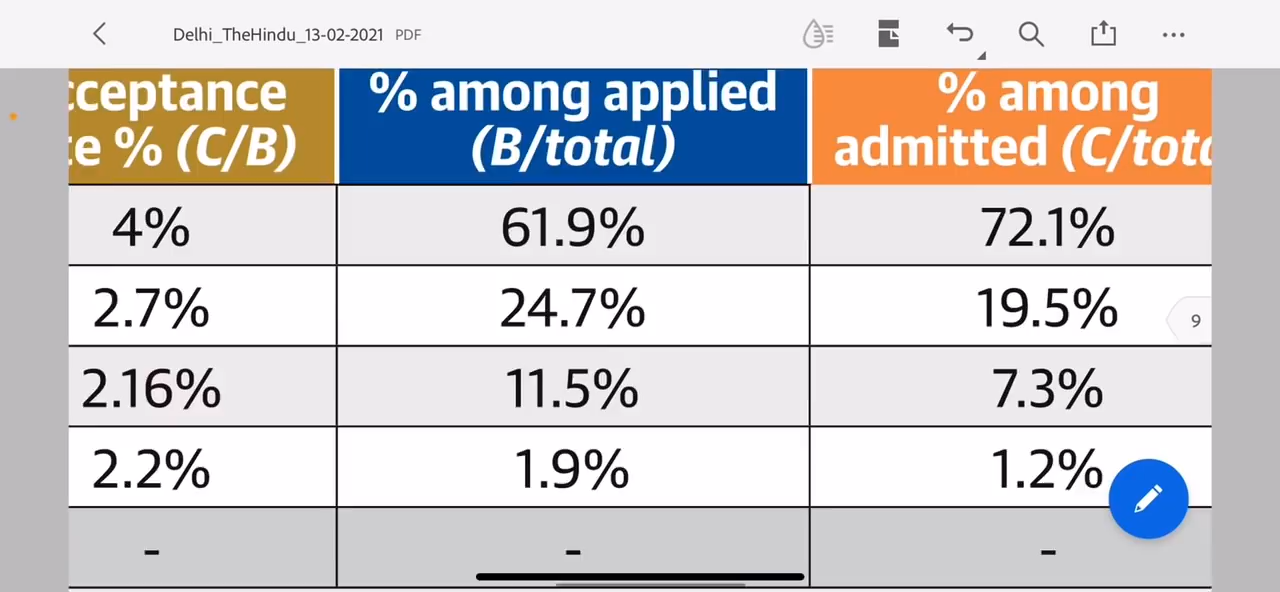 Delhi_TheHindu_13-02-2021 PDF
cceptance % among applied % among
e % (C/B) (B/total) admitted (C/tot
4% 61.9% 72.1%
2.7% 24.7% 19.5%
9
2.16% 11.5% 7.3%
2.2% 1.9% 1.2%
- - -